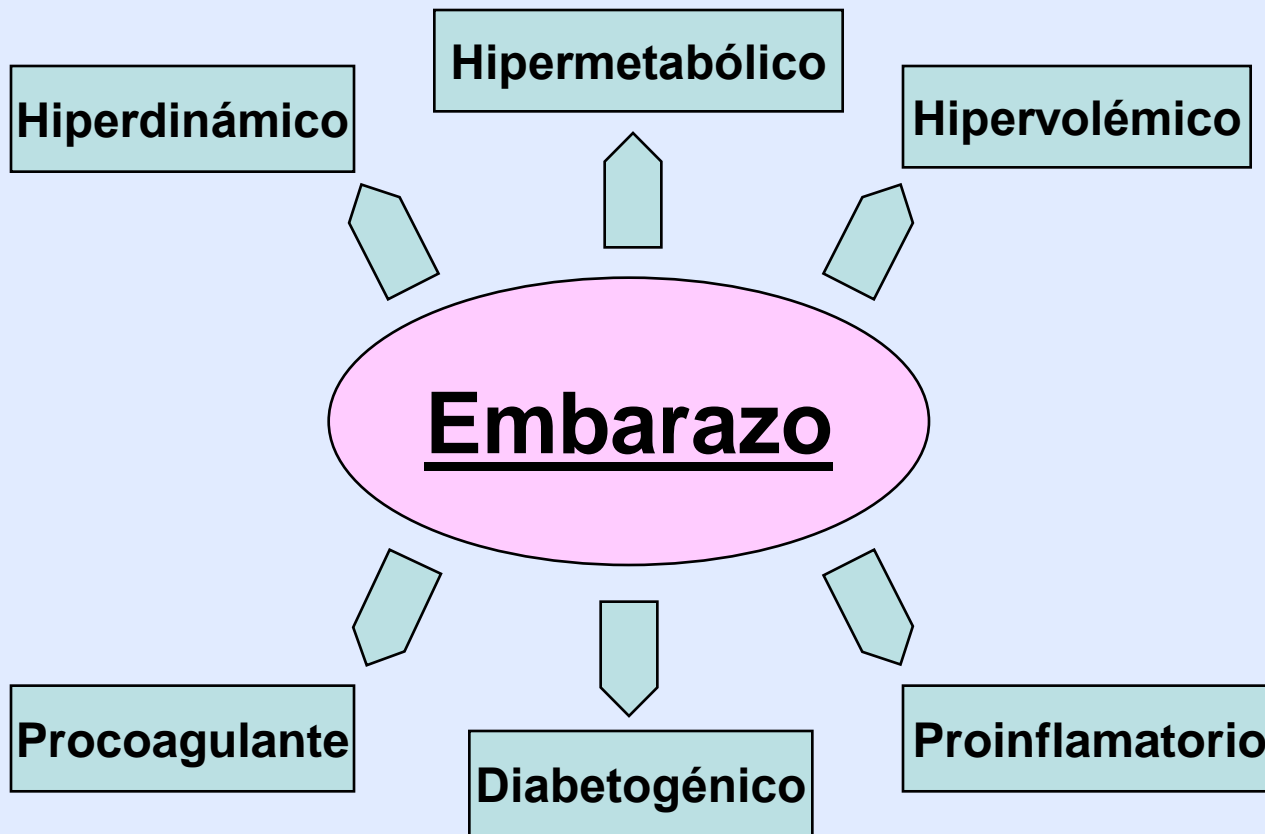 Hipermetabólico
Hiperdinámico
Hipervolémico
Embarazo
Procoagulante
Proinflamatorio
Diabetogénico